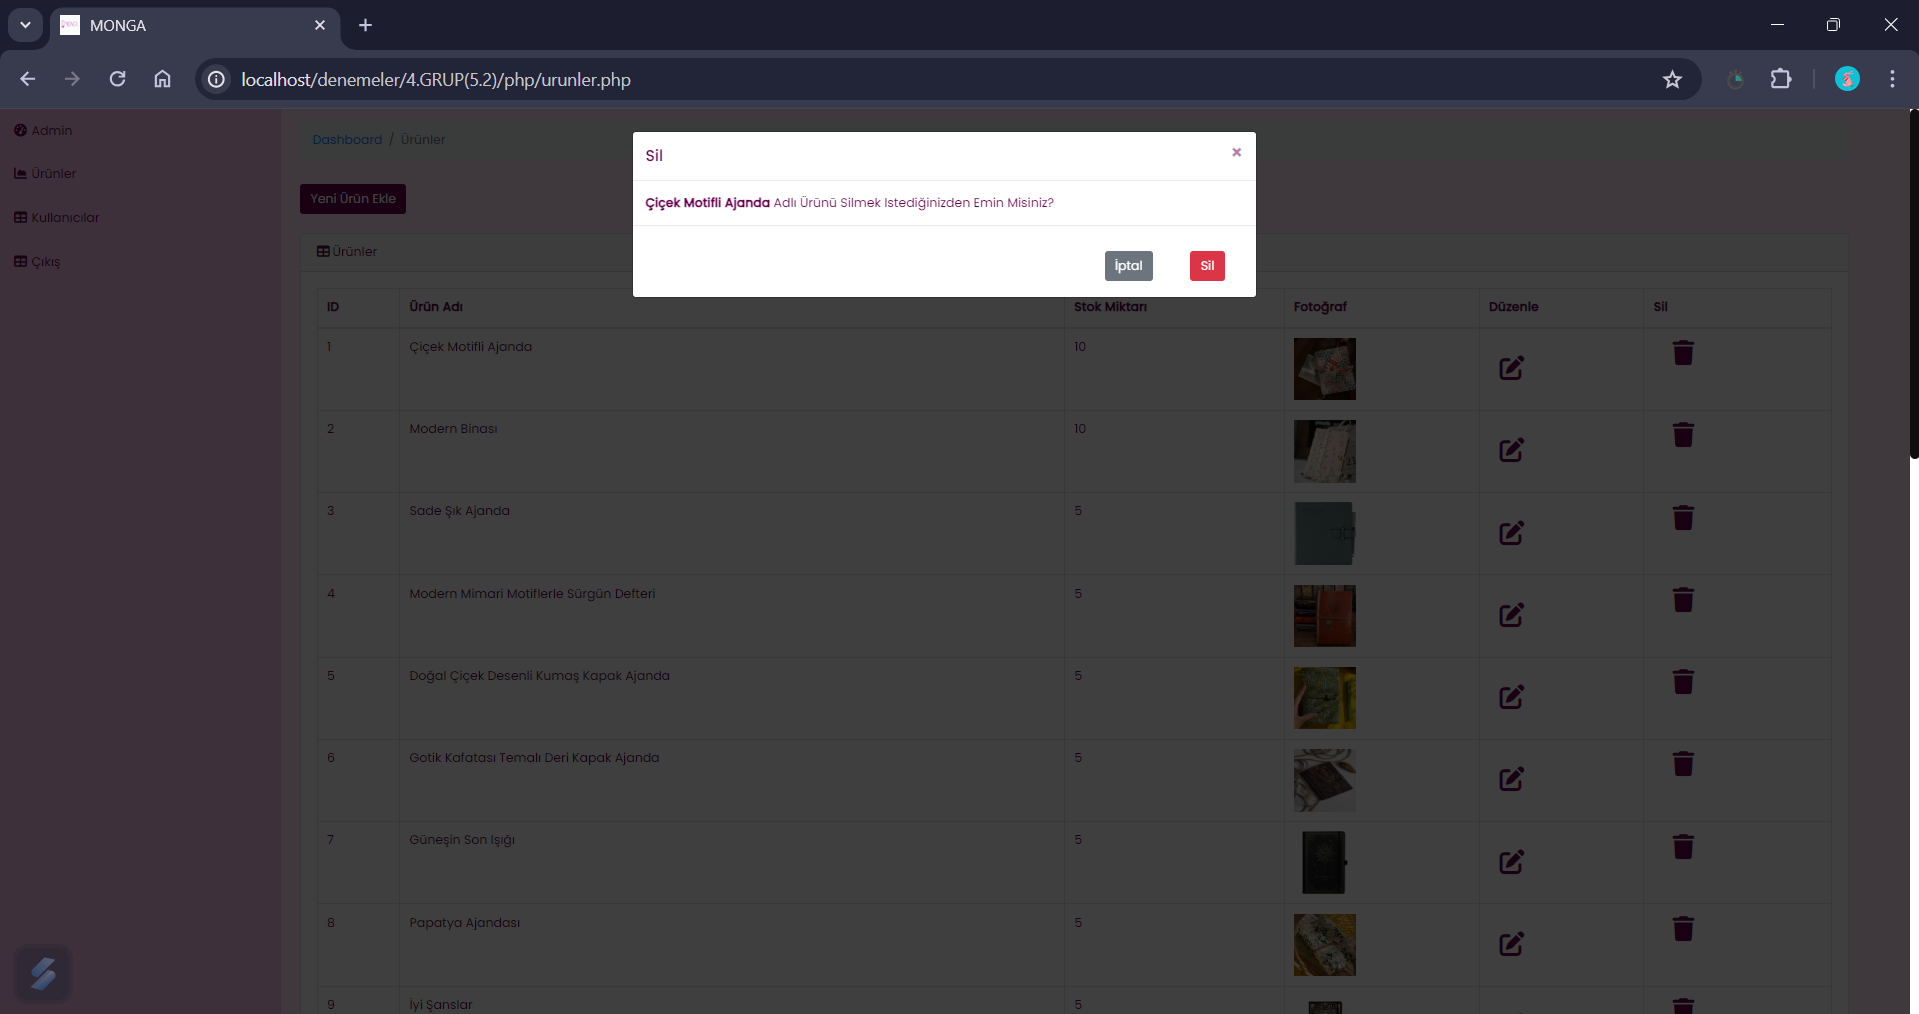 MONGA
localhost/denemeler/4.GRUP(5.2)/php/urunler.php
Admin
Ürünler
Kullanıcılar
Çıkış
Dashboard / Ürünler
Yeni Ürün Ekle
Sil
×
Çiçek Motifli Ajanda Adlı Ürünü Silmek Istediğinizden Emin Misiniz?
İptal Sil
Ürünler
ID Ürün Adı Stok Miktarı Fotoğraf Düzenle Sil
1 Çiçek Motifli Ajanda 10
2 Modern Binası 10
3 Sade Şık Ajanda 5
4 Modern Mimari Motiflerle Sürgün Defteri 5
5 Doğal Çiçek Desenli Kumaş Kapak Ajanda 5
6 Gotik Kafatası Temalı Deri Kapak Ajanda 5
7 Güneşin Son Işığı 5
8 Papatya Ajandası 5
9 İyi Şanslar 5